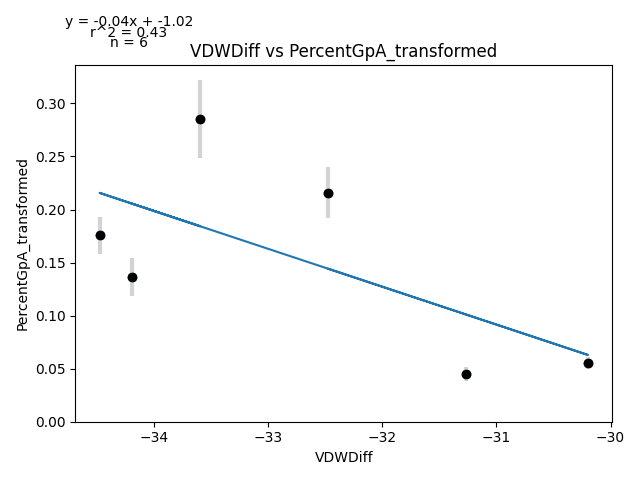 y = -0.04x + -1.02
r^2 = 0.43
n = 6
VDWDiff vs PercentGpA_transformed
0.30
0.25
0.20
0.15
0.10
0.05
0.00
PercentGpA_transformed
−34
−33
−32
−31
−30
VDWDiff